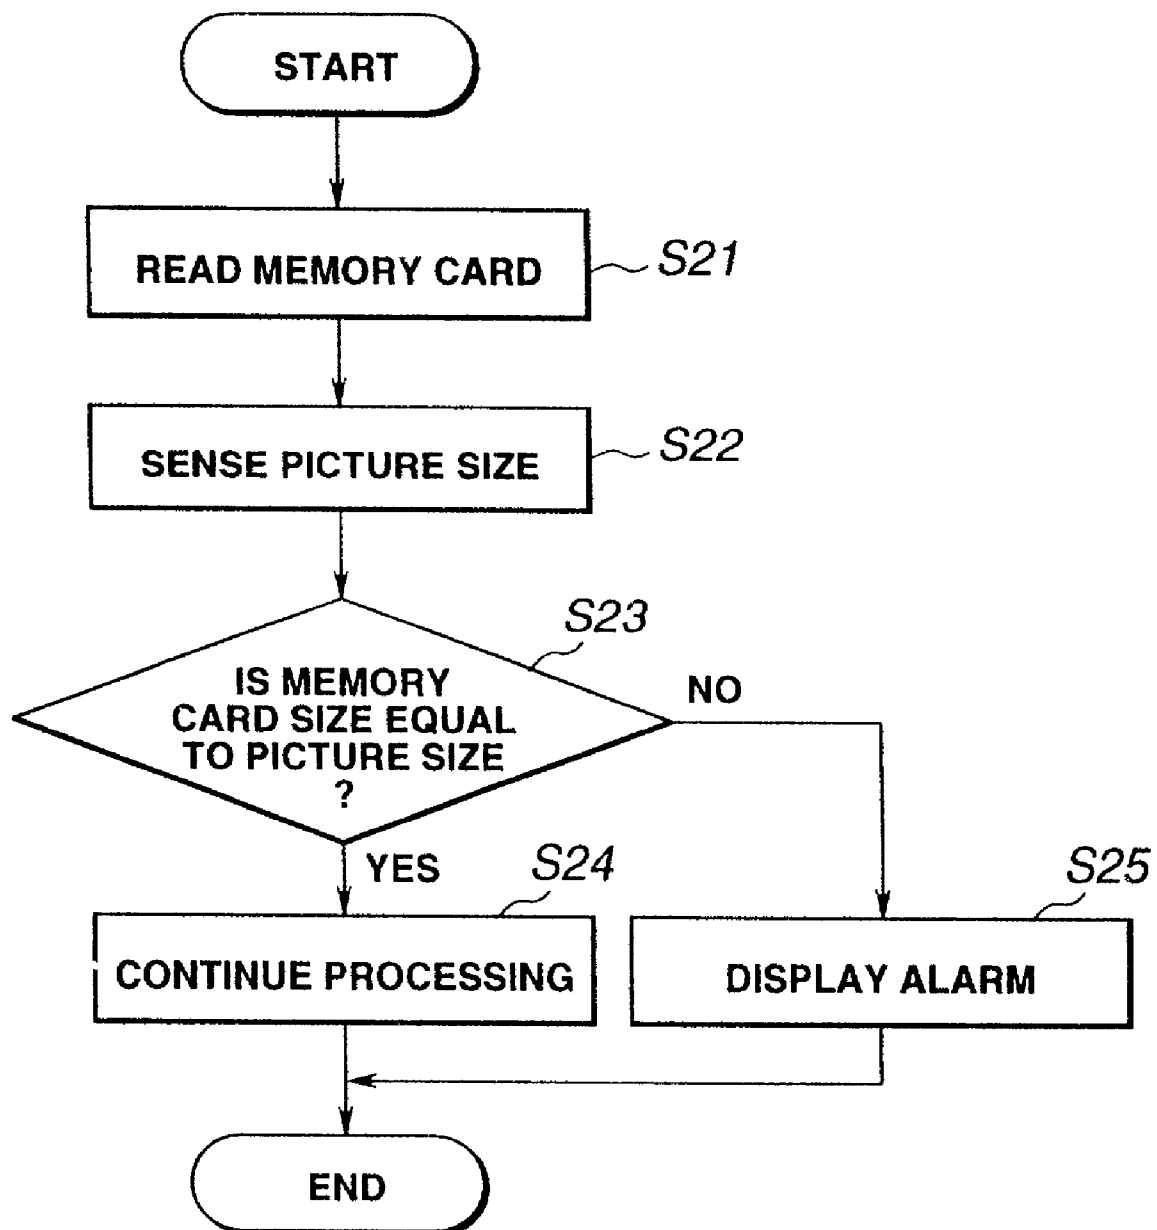 START
READ MEMORY CARD
S21
SENSE PICTURE SIZE
S22
S23
IS MEMORY
CARD SIZE EQUAL
TO PICTURE SIZE
?
NO
YES
S24
S25
CONTINUE PROCESSING
DISPLAY ALARM
END